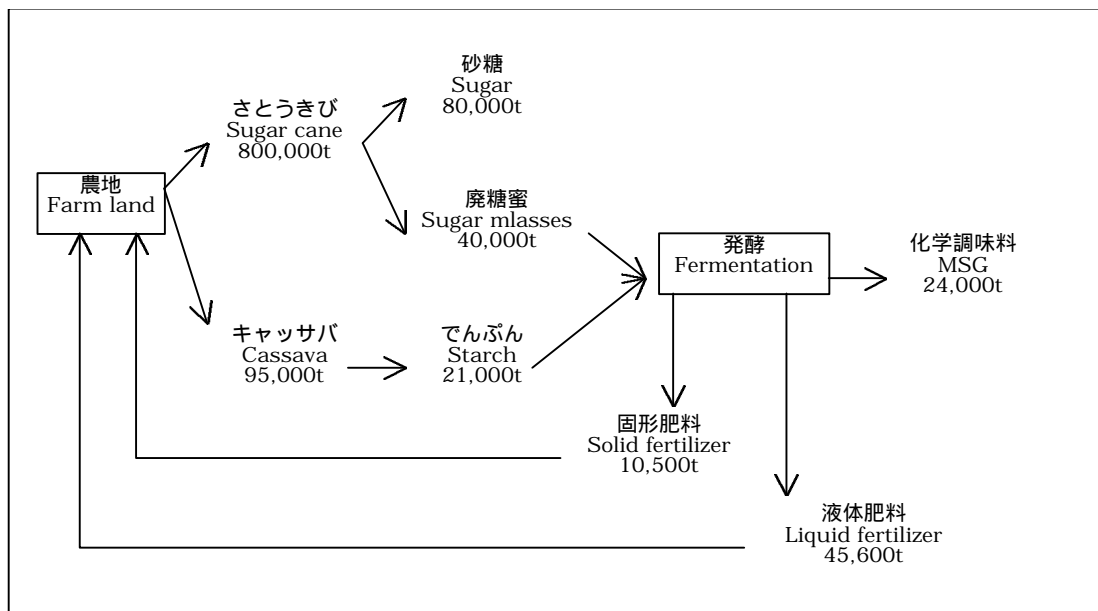 砂糖
Sugar
80,000t
さとうきび
Sugar cane
800,000t
農地
Farm land
廃糖蜜
Sugar mlasses
40,000t
発酵
Fermentation
化学調味料
MSG
24,000t
キャッサバ
Cassava
95,000t
でんぷん
Starch
21,000t
固形肥料
Solid fertilizer
10,500t
液体肥料
Liquid fertilizer
45,600t